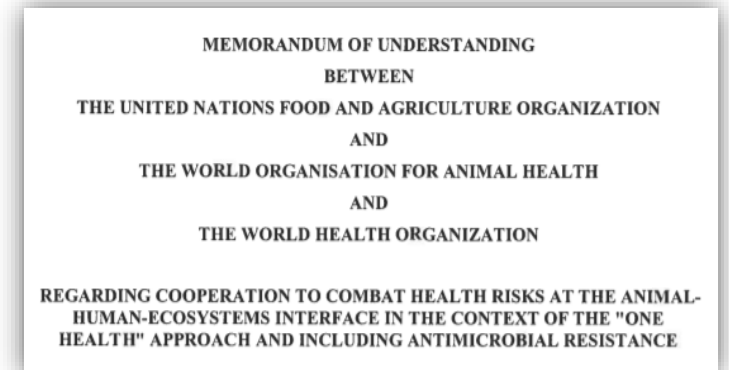 MEMORANDUM OF UNDERSTANDING
BETWEEN
THE UNITED NATIONS FOOD AND AGRICULTURE ORGANIZATION
AND
THE WORLD ORGANISATION FOR ANIMAL HEALTH
AND
THE WORLD HEALTH ORGANIZATION
REGARDING COOPERATION TO COMBAT HEALTH RISKS AT THE ANIMAL-
HUMAN-ECOSYSTEMS INTERFACE IN THE CONTEXT OF THE "ONE
HEALTH" APPROACH AND INCLUDING ANTIMICROBIAL RESISTANCE